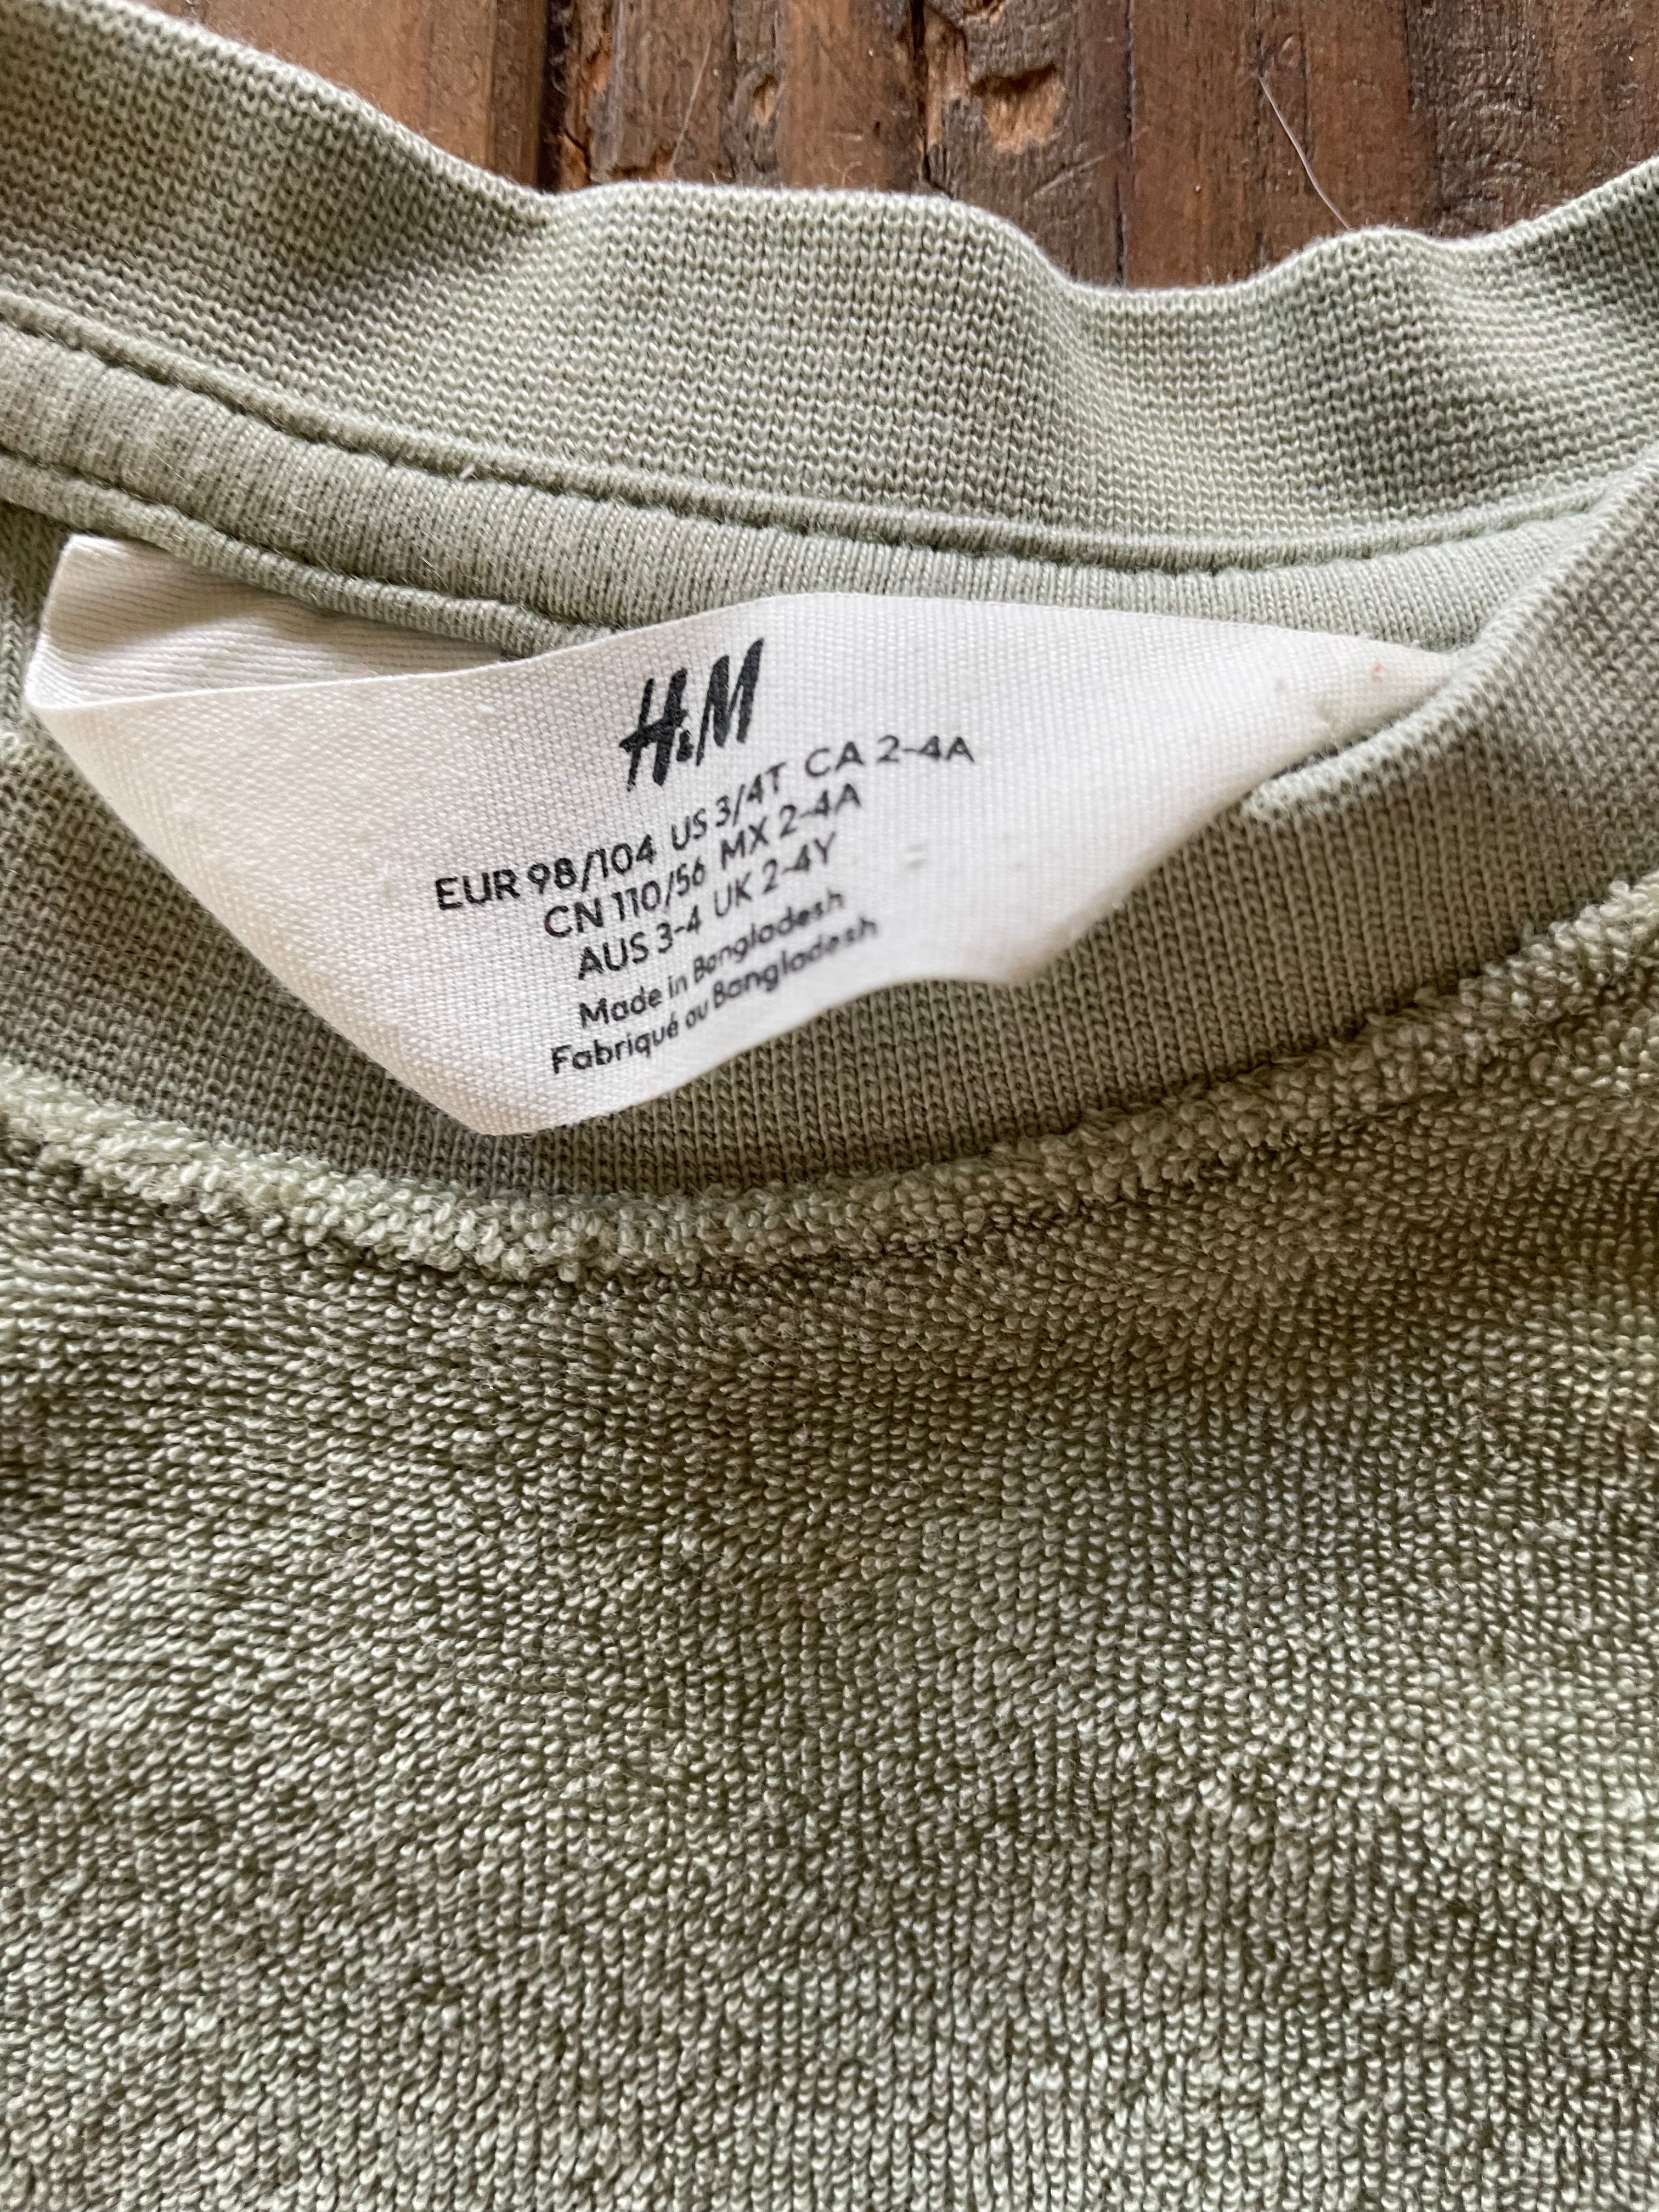 H&M
EUR 98/104 US 3/4T CA 2-4A
CN 110/56 MX 2-4A
AUS 3-4 UK 2-4Y
Made in Bangladesh
Fabriqué au Bangladesh